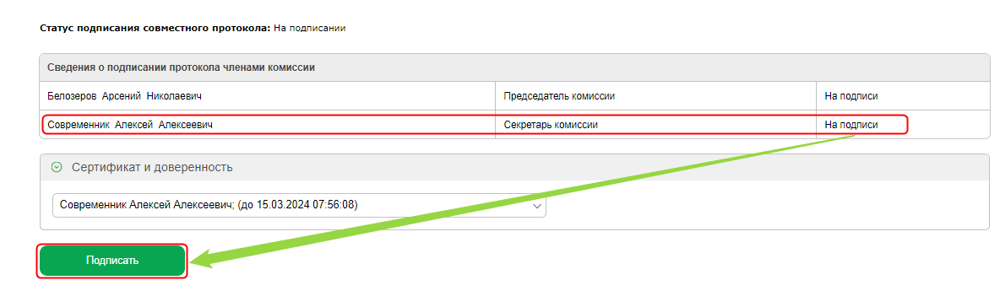 Статус подписания совместного протокола: На подписании
Сведения о подписании протокола членами комиссии
Белозеров Арсений Николаевич Председатель комиссии На подписи
Современник Алексей Алексеевич Секретарь комиссии На подписи
Сертификат и доверенность
Современник Алексей Алексеевич; (до 15.03.2024 07:56:08)
Подписать